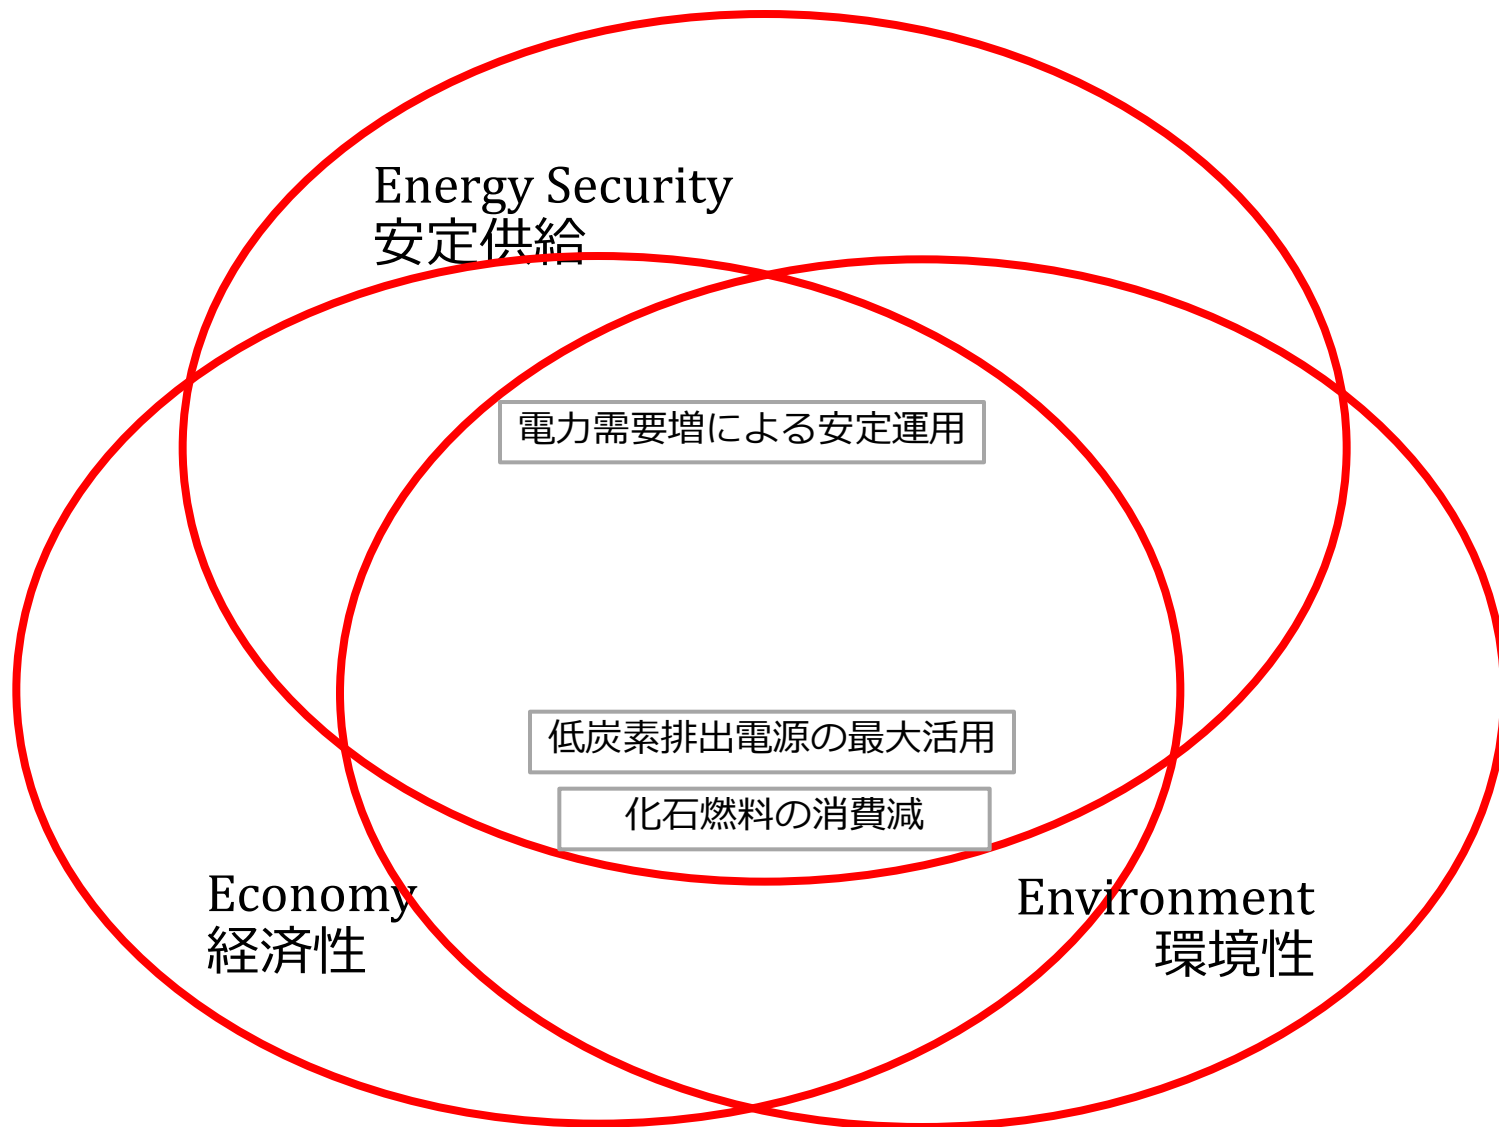 Energy Security
安定供給
電力需要増による安定運用
低炭素排出電源の最大活用
化石燃料の消費減
Economy
経済性
Environment
環境性